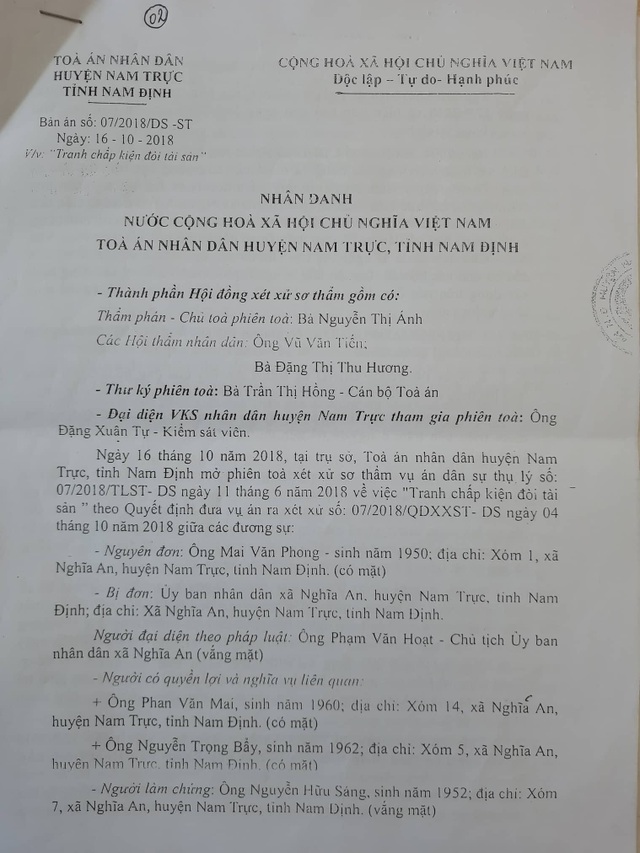 02
TOÀ ÁN NHÂN DÂN
HUYỆN NAM TRỰC
TỈNH NAM ĐỊNH
CỘNG HOÀ XÃ HỘI CHỦ NGHĨA VIỆT NAM
Độc lập – Tự do- Hạnh phúc
Bản án số: 07/2018/DS -ST
Ngày: 16 - 10 - 2018
V/v: "Tranh chấp kiện đòi tài sản"
NHÂN DANH
NƯỚC CỘNG HOÀ XÃ HỘI CHỦ NGHĨA VIỆT NAM
TOÀ ÁN NHÂN DÂN HUYỆN NAM TRỰC, TỈNH NAM ĐỊNH
- Thành phần Hội đồng xét xử sơ thẩm gồm có:
Thẩm phán - Chủ toạ phiên toà: Bà Nguyễn Thị Ánh
Các Hội thẩm nhân dân: Ông Vũ Văn Tiến;
Bà Đặng Thị Thu Hương.
- Thư ký phiên toà: Bà Trần Thị Hồng - Cán bộ Toà án
- Đại diện VKS nhân dân huyện Nam Trực tham gia phiên toà: Ông
Đặng Xuân Tự - Kiểm sát viên.
Ngày 16 tháng 10 năm 2018, tại trụ sở, Toà án nhân dân huyện Nam
Trực, tỉnh Nam Định mở phiên toà xét xử sơ thẩm vụ án dân sự thụ lý số:
07/2018/TLST- DS ngày 11 tháng 6 năm 2018 về việc "Tranh chấp kiện đòi tài
sản " theo Quyết định đưa vụ án ra xét xử số: 07/2018/QDXXST- DS ngày 04
tháng 10 năm 2018 giữa các đương sự:
- Nguyên đơn: Ông Mai Văn Phong - sinh năm 1950; địa chỉ: Xóm 1, xã
Nghĩa An, huyện Nam Trực, tỉnh Nam Định. (có mặt)
- Bị đơn: Ủy ban nhân dân xã Nghĩa An, huyện Nam Trực, tỉnh Nam
Định; địa chỉ: Xã Nghĩa An, huyện Nam Trực, tỉnh Nam Định.
Người đại diện theo pháp luật: Ông Phạm Văn Hoạt - Chủ tịch Ủy ban
nhân dân xã Nghĩa An (vắng mặt)
- Người có quyền lợi và nghĩa vụ liên quan:
+ Ông Phan Văn Mai, sinh năm 1960; địa chỉ: Xóm 14, xã Nghĩa An,
huyện Nam Trực, tỉnh Nam Định. (có mặt)
+ Ông Nguyễn Trọng Bẩy, sinh năm 1962; địa chỉ: Xóm 5, xã Nghĩa An,
huyện Nam Trực, tỉnh Nam Định. (có mặt)
- Người làm chứng: Ông Nguyễn Hữu Sáng, sinh năm 1952; địa chỉ: Xóm
7, xã Nghĩa An, huyện Nam Trực, tỉnh Nam Định. (vắng mặt)